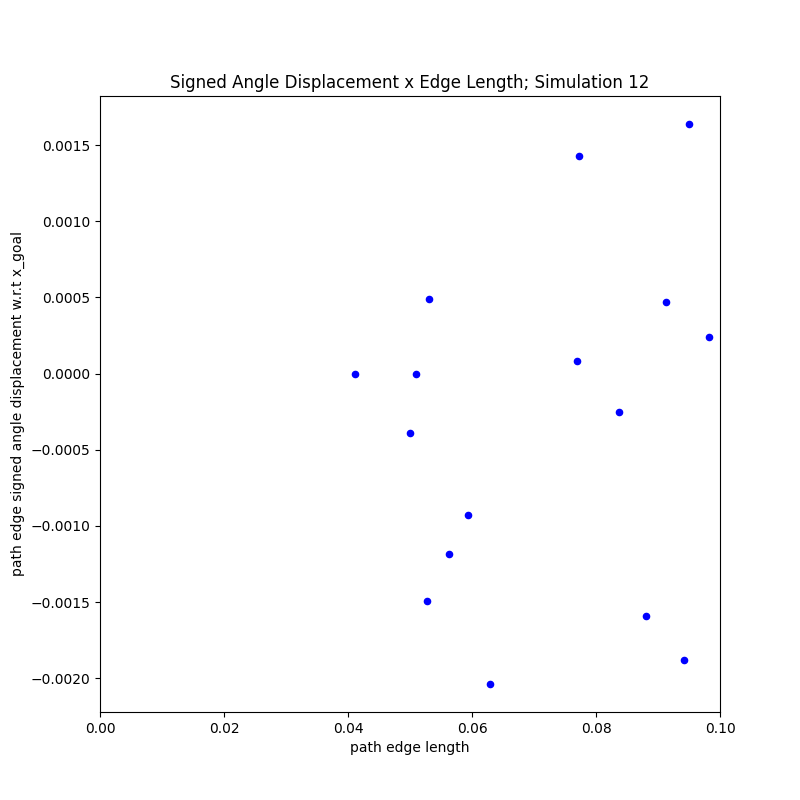 Signed Angle Displacement x Edge Length; Simulation 12
path edge signed angle displacement w.r.t x_goal
0.0015
0.0010
0.0005
0.0000
−0.0005
−0.0010
−0.0015
−0.0020
0.00 0.02 0.04 0.06 0.08 0.10
path edge length